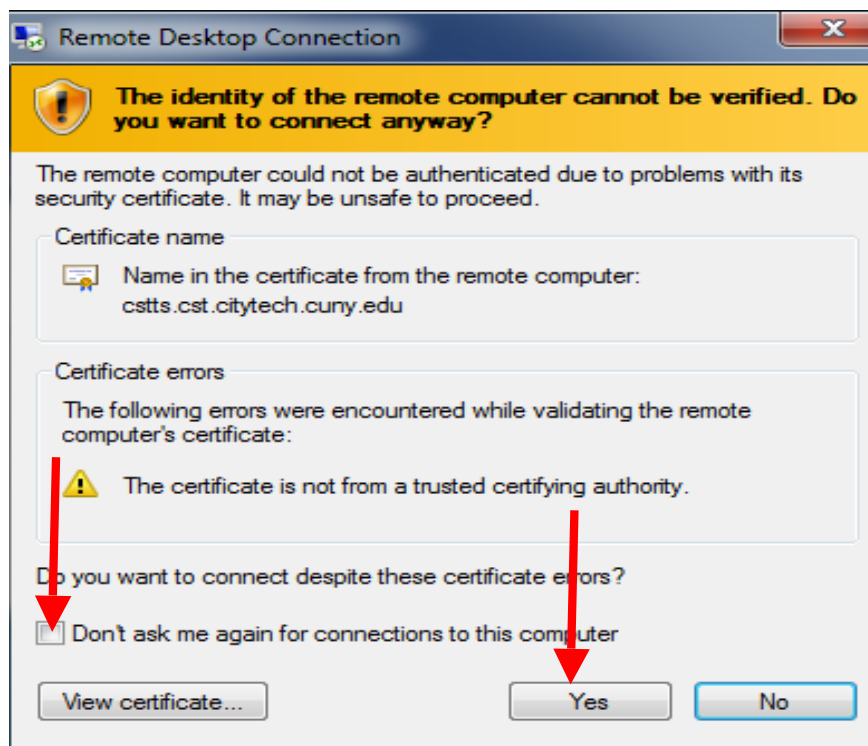 Remote Desktop Connection
The identity of the remote computer cannot be verified. Do
you want to connect anyway?
The remote computer could not be authenticated due to problems with its
security certificate. It may be unsafe to proceed.
Certificate name
Name in the certificate from the remote computer:
cstts.cst.citytech.cuny.edu
Certificate errors
The following errors were encountered while validating the remote
computer's certificate:
The certificate is not from a trusted certifying authority.
Do you want to connect despite these certificate errors?
Don't ask me again for connections to this computer
View certificate...
Yes
No